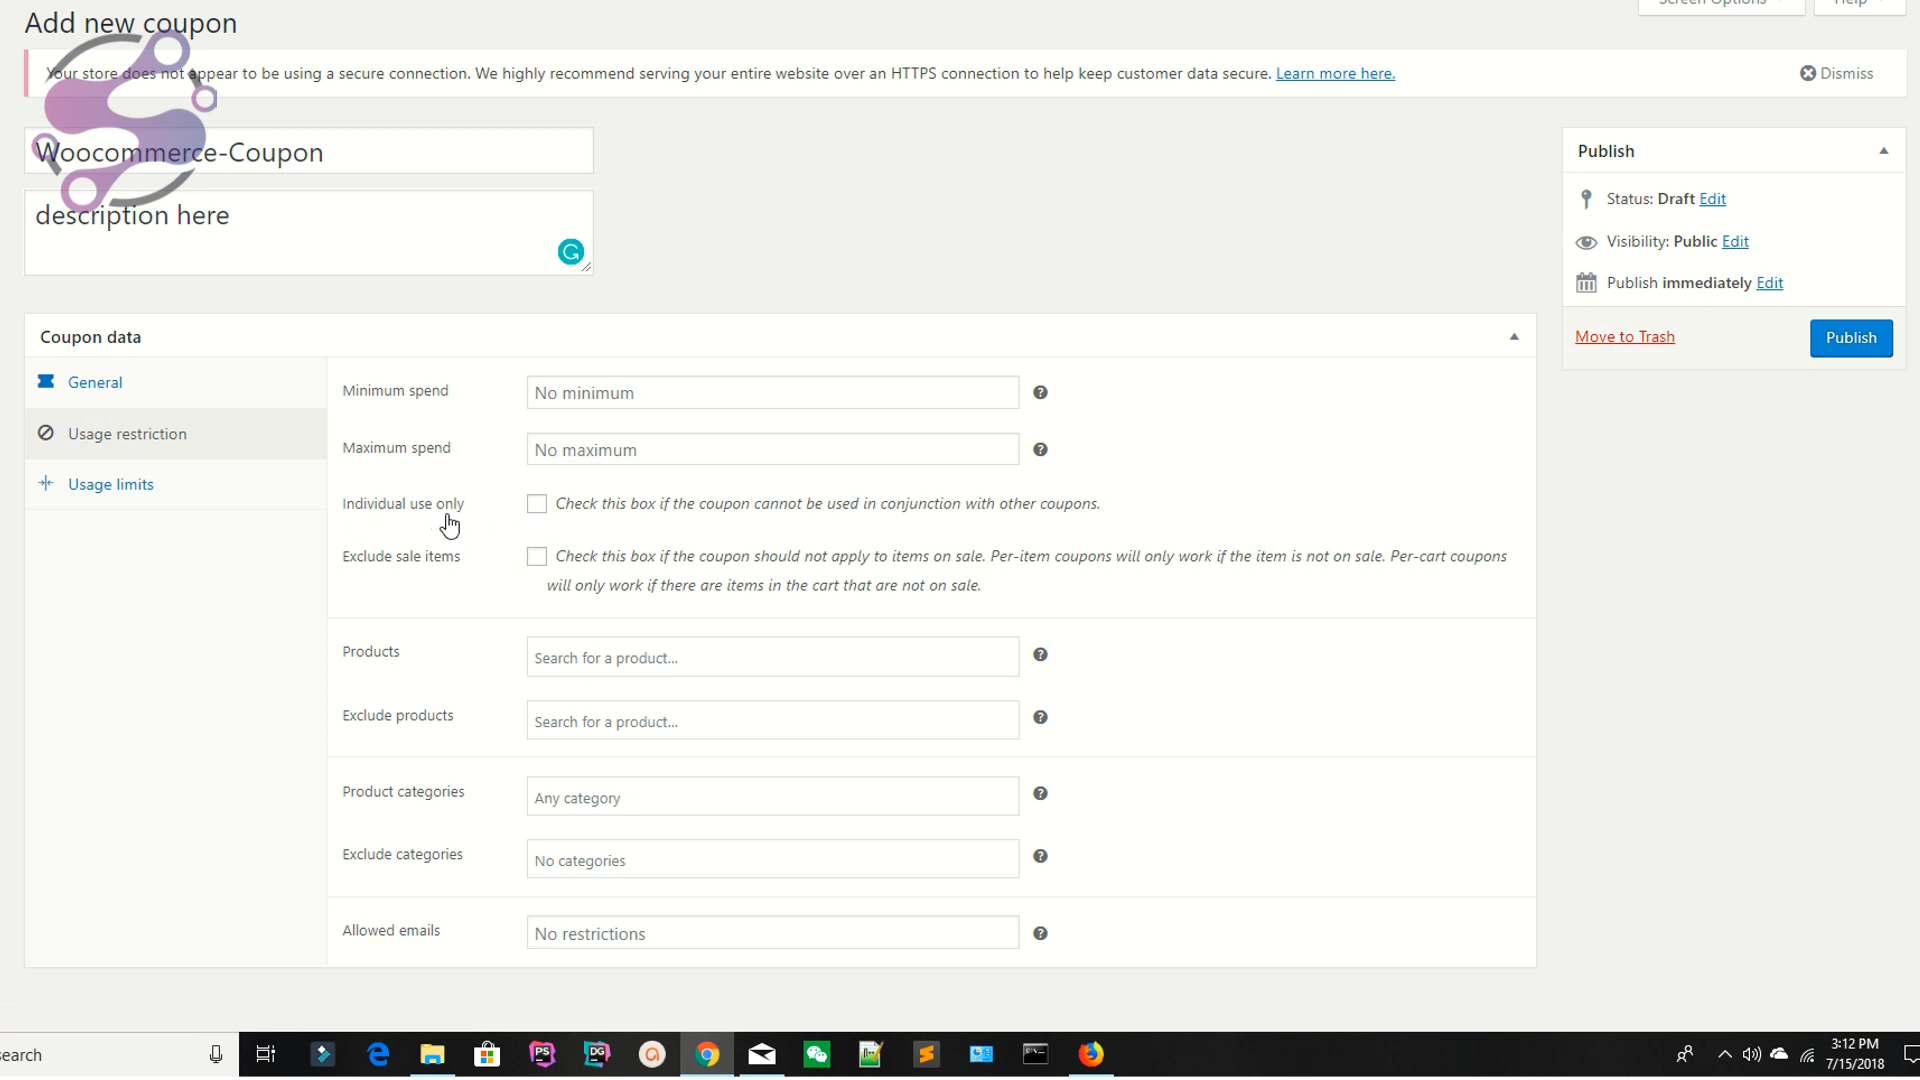 Screen Options
Help
Add new coupon
Your store does not appear to be using a secure connection. We highly recommend serving your entire website over an HTTPS connection to help keep customer data secure. Learn more here.
Dismiss
Woocommerce-Coupon
description here
Publish
Status: Draft Edit
Visibility: Public Edit
Publish immediately Edit
Move to Trash
Publish
Coupon data
General
Usage restriction
Usage limits
Minimum spend
No minimum
Maximum spend
No maximum
Individual use only
Check this box if the coupon cannot be used in conjunction with other coupons.
Exclude sale items
Check this box if the coupon should not apply to items on sale. Per-item coupons will only work if the item is not on sale. Per-cart coupons
will only work if there are items in the cart that are not on sale.
Products
Search for a product...
Exclude products
Search for a product...
Product categories
Any category
Exclude categories
No categories
Allowed emails
No restrictions
earch
PS
DG
3:12 PM
7/15/2018